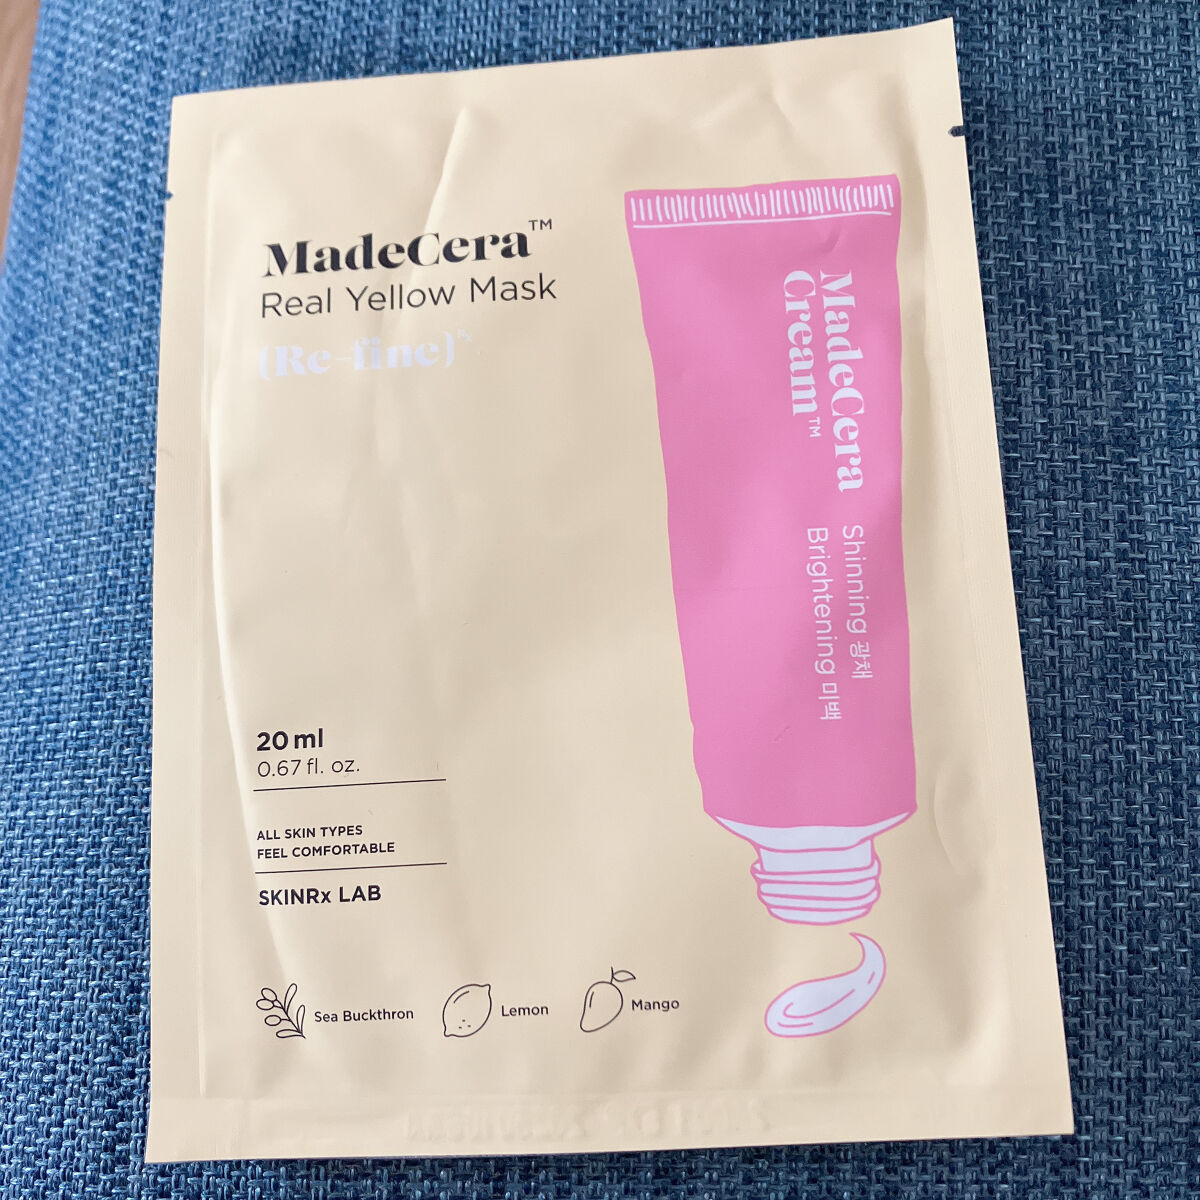 MadeCera™
Real Yellow Mask
(Re-fine)
20 ml
0.67 fl. oz.
ALL SKIN TYPES
FEEL COMFORTABLE
SKINRx LAB
Sea Buckthron
Lemon
Mango
MadeCera
Cream™
Shinning 광채
Brightening 미백